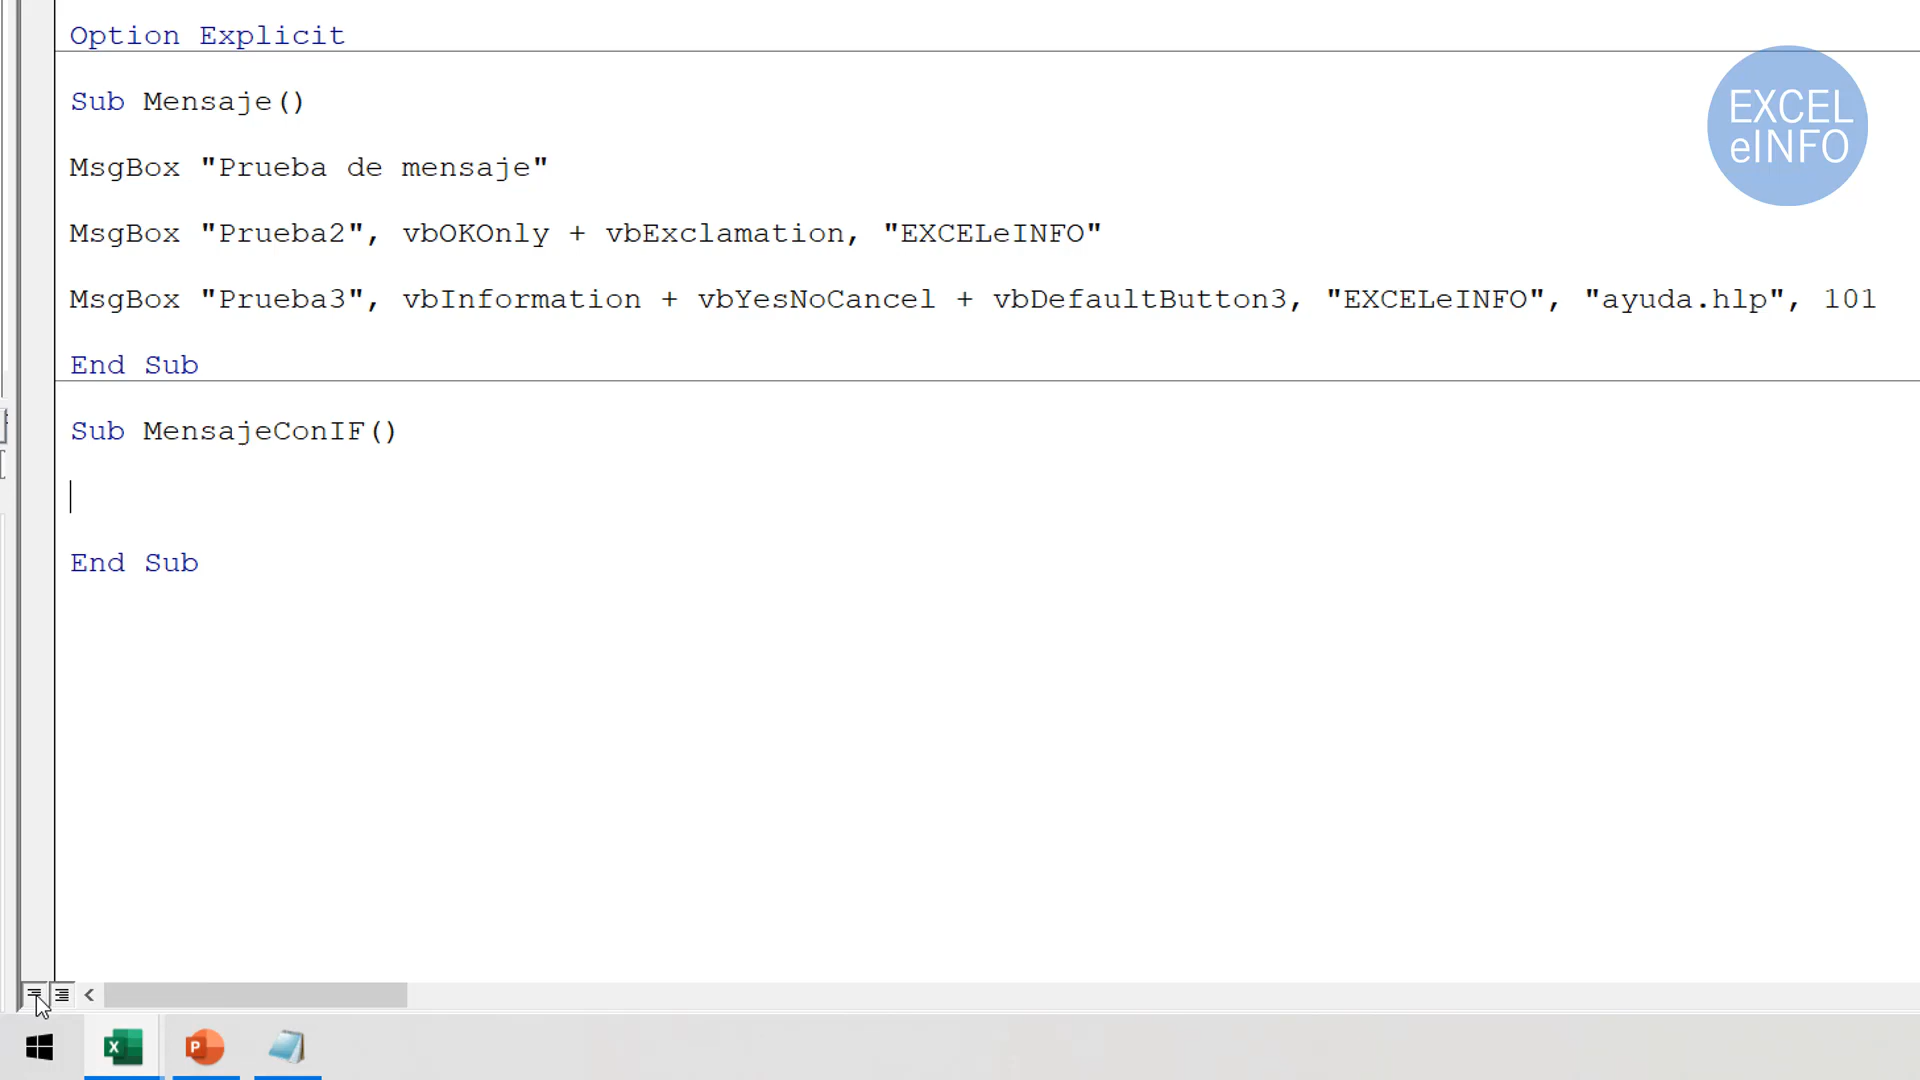 Option Explicit
Sub Mensaje()
MsgBox "Prueba de mensaje"
MsgBox "Prueba2", vbOKOnly + vbExclamation, "EXCELeINFO"
MsgBox "Prueba3", vbInformation + vbYesNoCancel + vbDefaultButton3, "EXCELeINFO", "ayuda.hlp", 101
End Sub
Sub MensajeConIF()
End Sub
EXCEL
eINFO
X
P